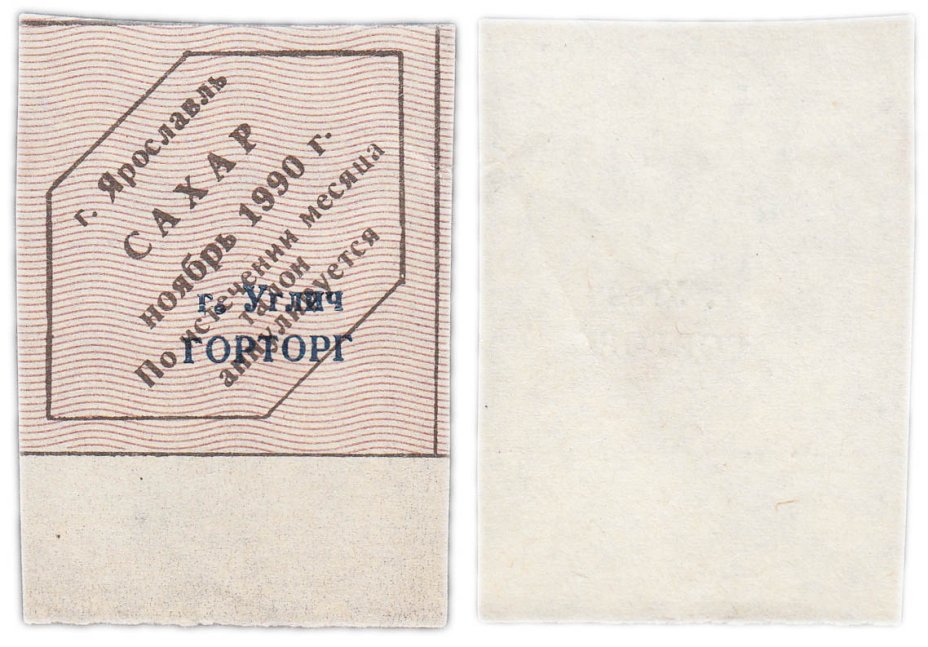 г. Ярославль
САХАР
ноябрь 1990 г.
По истечении месяца
талон
аннулируется
г. Углич
ГОРТОРГ